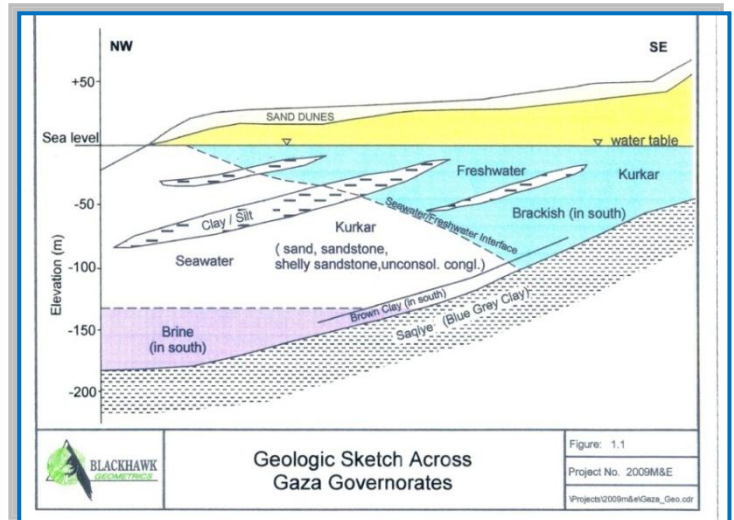 NW
SE
+50
SAND DUNES
Sea level
water table
Freshwater
Kurkar
-50
Clay / Silt
Seawater/Freshwater Interface
Brackish (in south)
Kurkar
( sand, sandstone,
shelly sandstone,unconsol. congl.)
Seawater
Elevation (m)
-100
Brown Clay (in south)
Saqiye (Blue Grey Clay)
-150
Brine
(in south)
-200
BLACKHAWK
GEOMETRICS
Geologic Sketch Across
Gaza Governorates
Figure: 1.1
Project No. 2009M&E
\Projects\2009m&e\Gaza_Geo.cdr